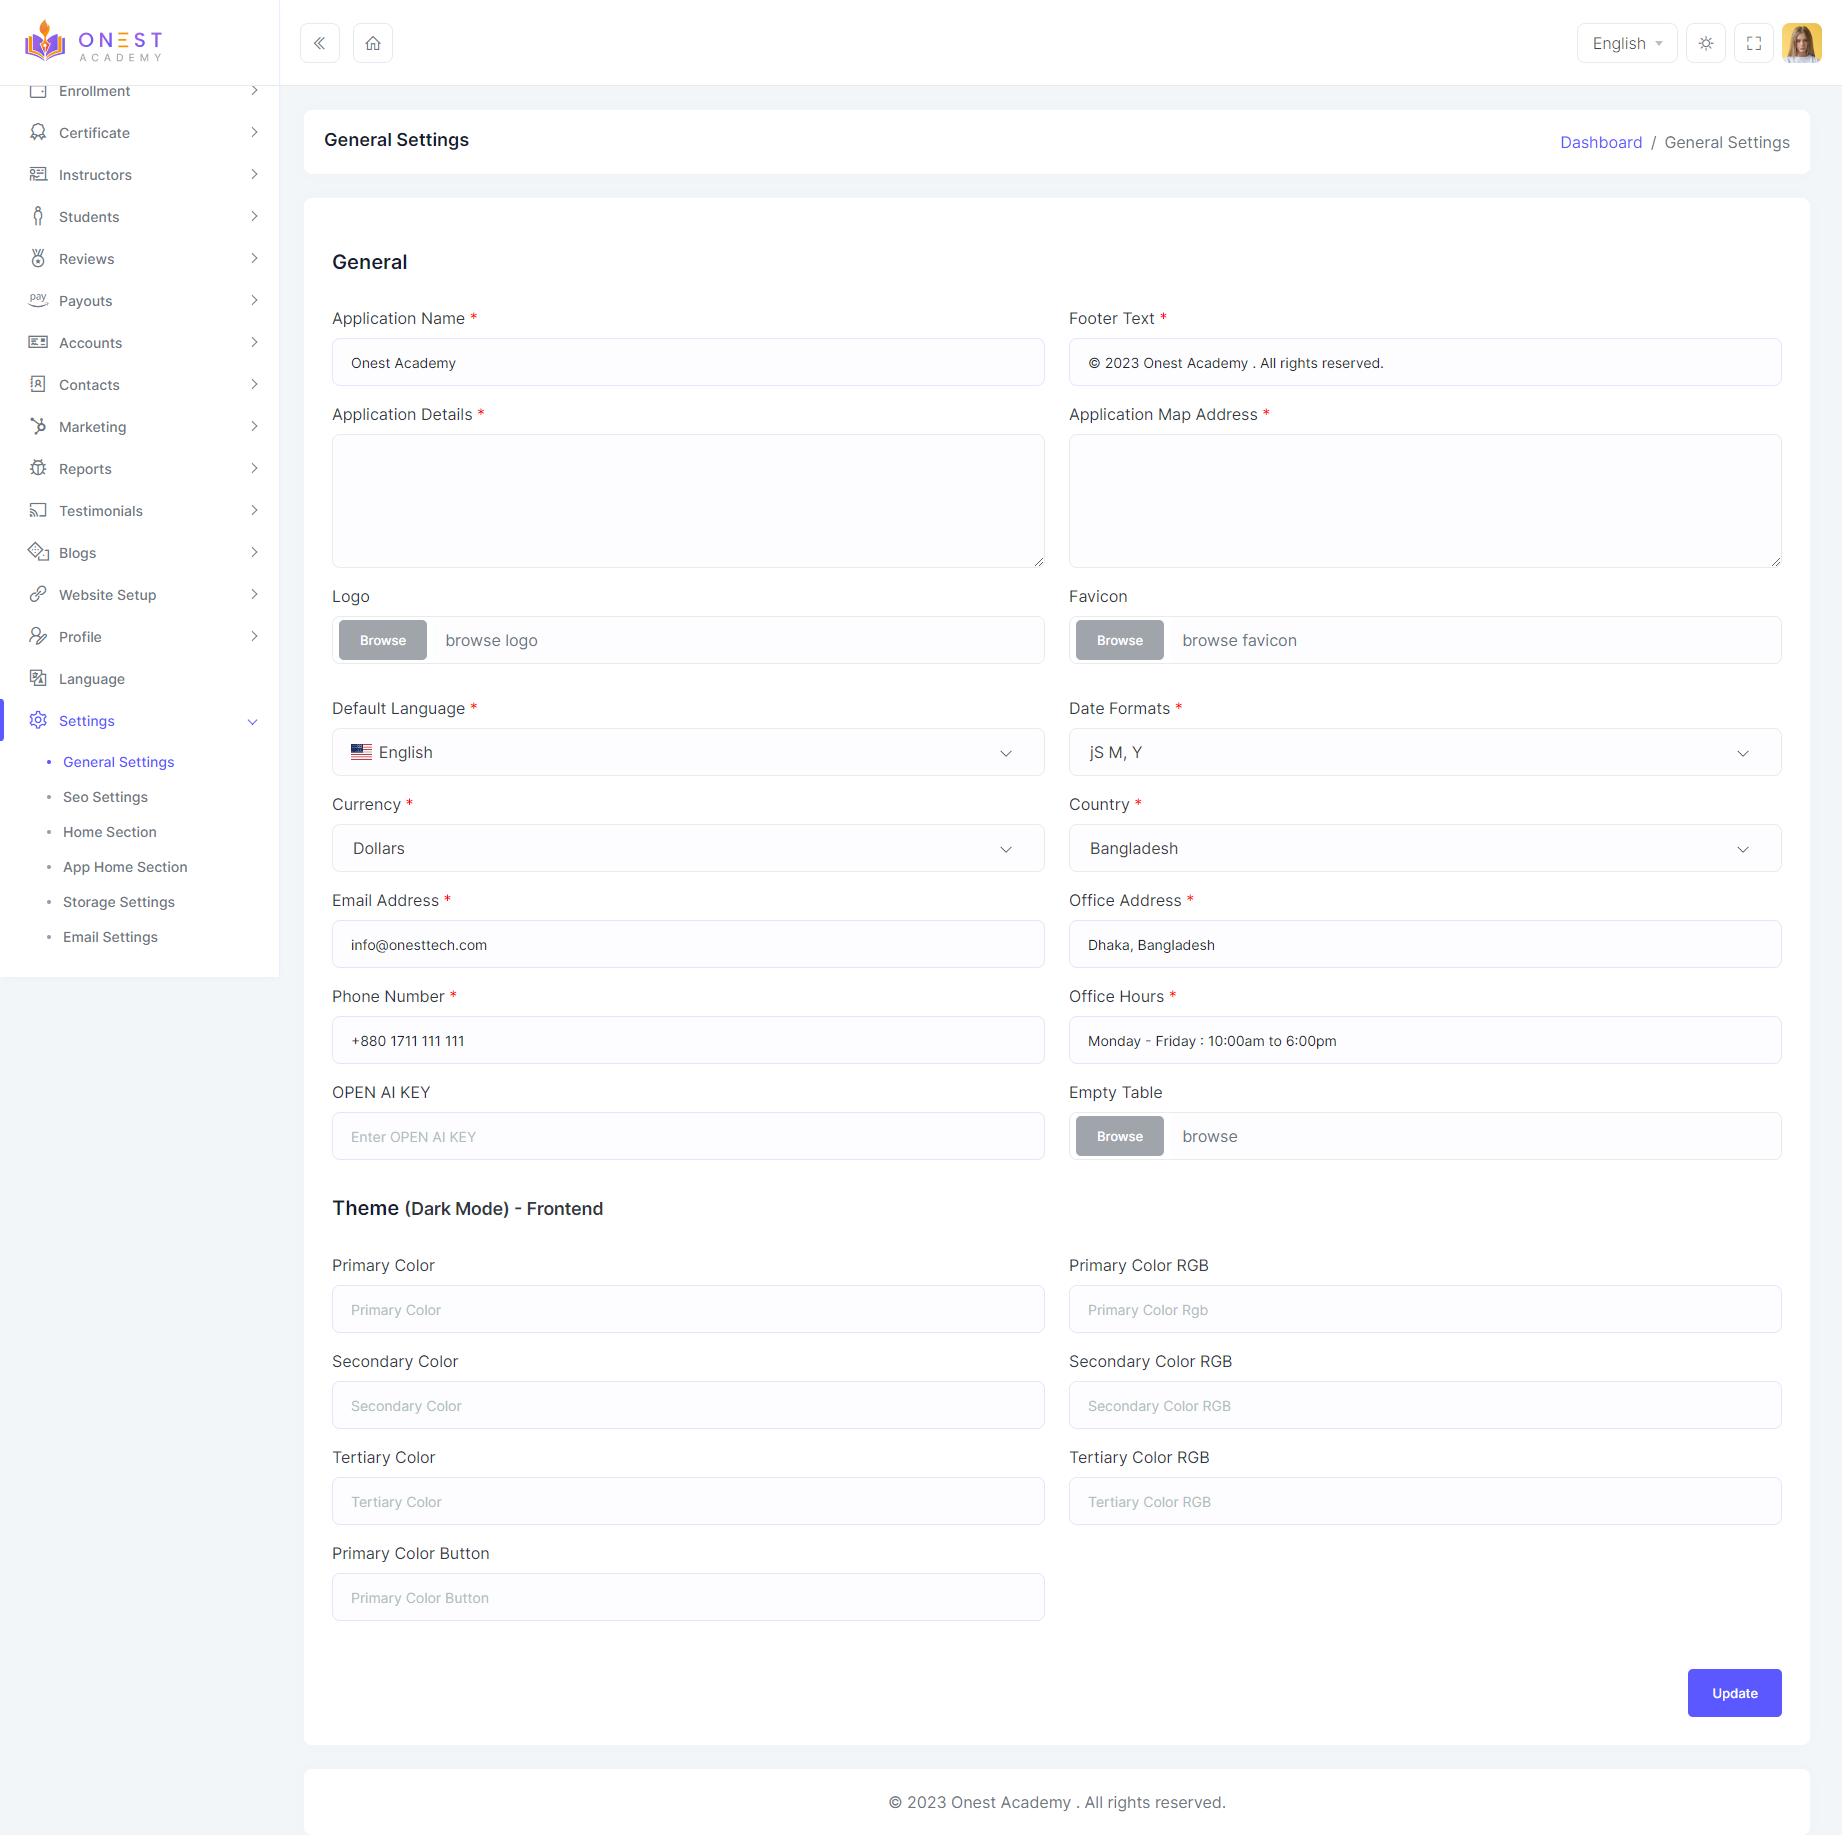 ONEST
ACADEMY
English
Enrollment
Certificate
Instructors
Students
Reviews
pay
Payouts
Accounts
Contacts
Marketing
Reports
Testimonials
Blogs
Website Setup
Profile
Language
Settings
General Settings
Seo Settings
Home Section
App Home Section
Storage Settings
Email Settings
General Settings
Dashboard / General Settings
General
Application Name *
Footer Text *
Onest Academy
© 2023 Onest Academy . All rights reserved.
Application Details *
Application Map Address *
Logo
Favicon
Browse browse logo
Browse browse favicon
Default Language *
Date Formats *
English
jS M, Y
Currency *
Country *
Dollars
Bangladesh
Email Address *
Office Address *
info@onesttech.com
Dhaka, Bangladesh
Phone Number *
Office Hours *
+880 1711 111 111
Monday - Friday : 10:00am to 6:00pm
OPEN AI KEY
Empty Table
Enter OPEN AI KEY
Browse browse
Theme (Dark Mode) - Frontend
Primary Color
Primary Color RGB
Primary Color
Primary Color Rgb
Secondary Color
Secondary Color RGB
Secondary Color
Secondary Color RGB
Tertiary Color
Tertiary Color RGB
Tertiary Color
Tertiary Color RGB
Primary Color Button
Primary Color Button
Update
© 2023 Onest Academy . All rights reserved.